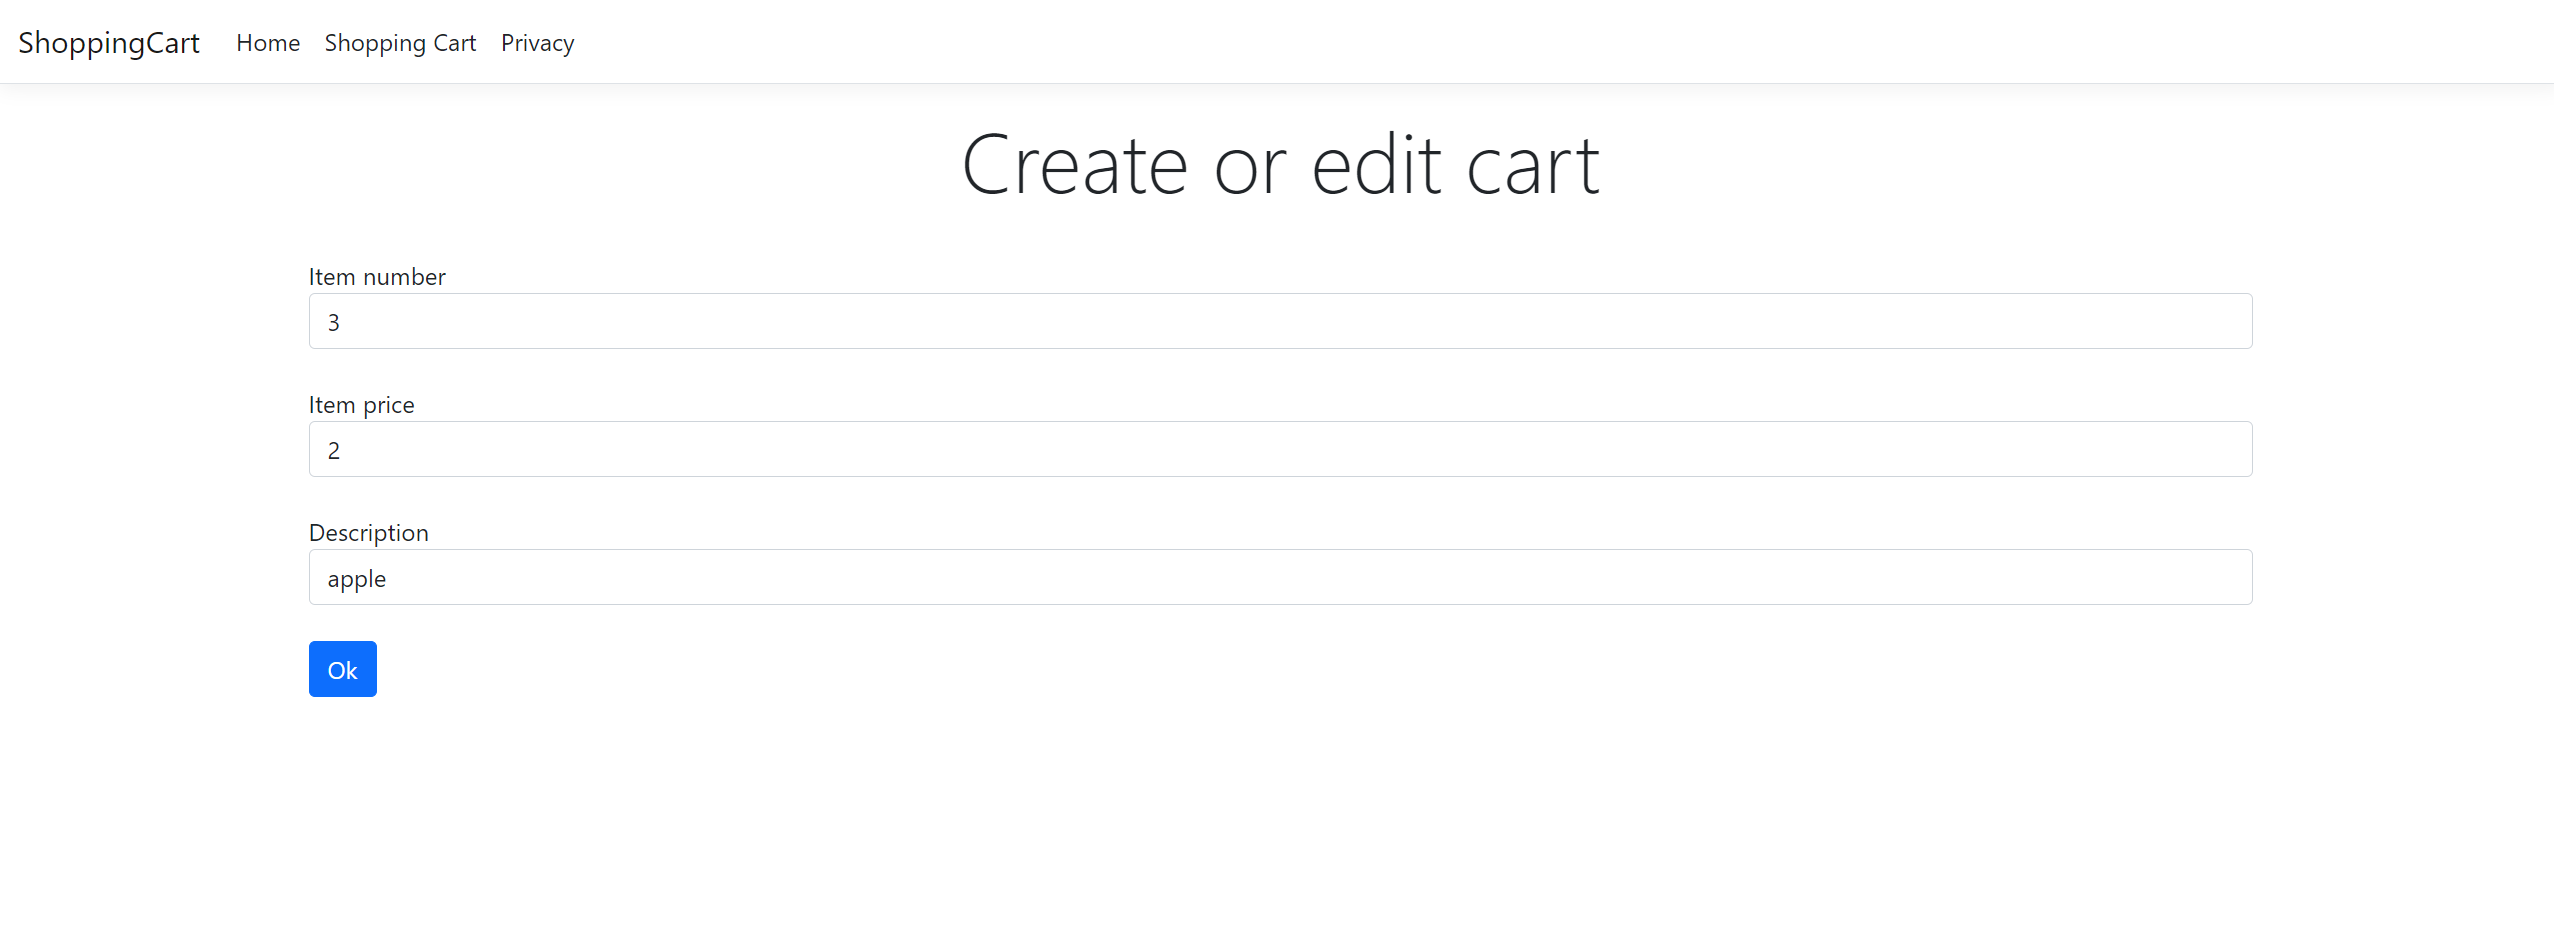 ShoppingCart Home Shopping Cart Privacy
Create or edit cart
Item number
3
Item price
2
Description
apple
Ok